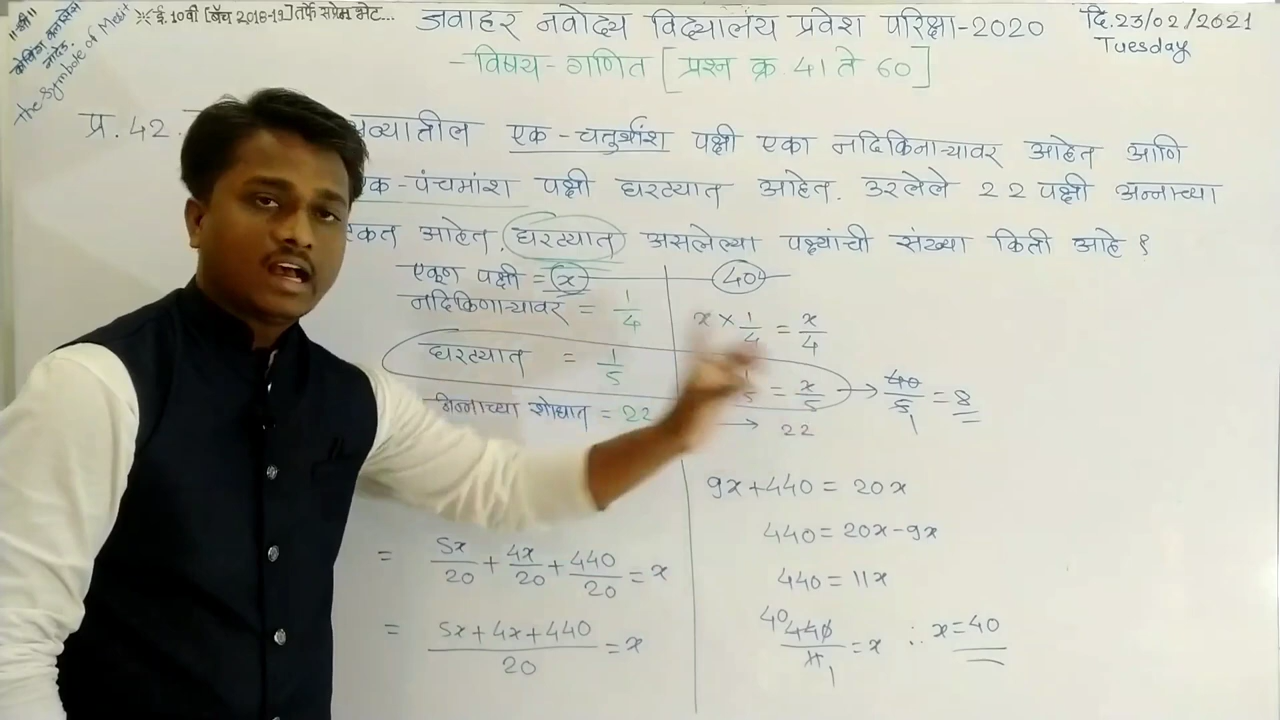 ॥ श्री ॥
The symbole of Merit
※ इ. 10वी [बॅच 2018-19] तर्फे सप्रेम भेट...
जवाहर नवोदय विद्यालय प्रवेश परिक्षा-2020
दि. 23/02/2021
Tuesday
- विषय - गणित [प्रश्न क्र 41 ते 60]
प्र. 42. थव्यातील एक - चतुर्थांश पक्षी एका नदिकिनाऱ्यावर आहेत आणि
एक - पंचमांश पक्षी घरट्यात आहेत. उरलेले 22 पक्षी अन्नाच्या
आहेत. घरट्यात असलेल्या पक्ष्यांची संख्या किती आहे ?
एकूण पक्षी = x 40
नदिकिणाऱ्यावर = 1/4 x × 1/4 = x/4
घरट्यात = 1/5 = x/5 → 40/5 = 8
शोधात = 22 → 22
= 5x/20 + 4x/20 + 440/20 = x
= 5x + 4x + 440 / 20 = x
9x + 440 = 20x
440 = 20x - 9x
440 = 11x
440/11 = x ∴ x = 40